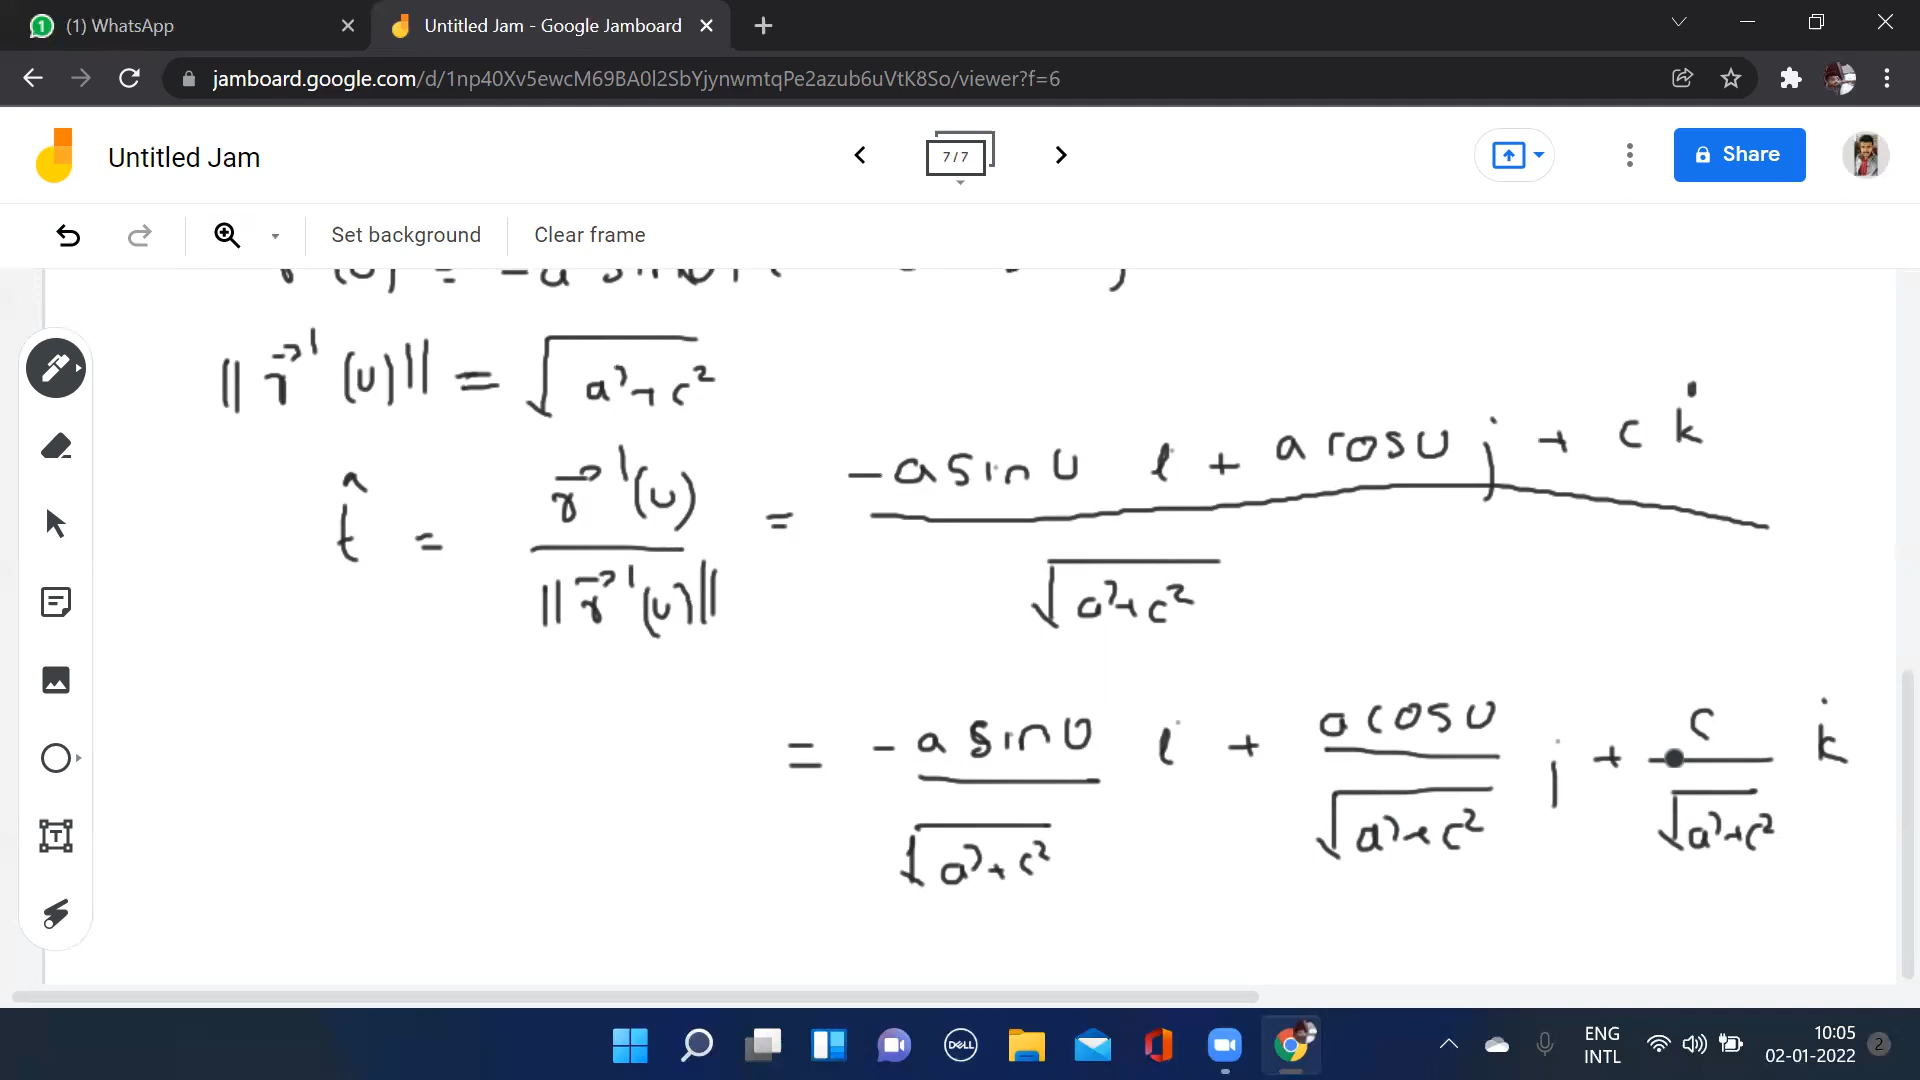 (1) WhatsApp
Untitled Jam - Google Jamboard
jamboard.google.com/d/1np40Xv5ewcM69BA0l2SbYjynwmtqPe2azub6uVtK8So/viewer?f=6
Untitled Jam
7 / 7
Share
Set background
Clear frame
||r⃗'(u)|| = √(a²+c²)
t̂ = r⃗'(u) / ||r⃗'(u)|| = (-a sin u i + a cos u j + c k) / √(a²+c²)
= - a sin u / √(a²+c²) i + a cos u / √(a²+c²) j + c / √(a²+c²) k
DELL
ENG
INTL
10:05
02-01-2022
2